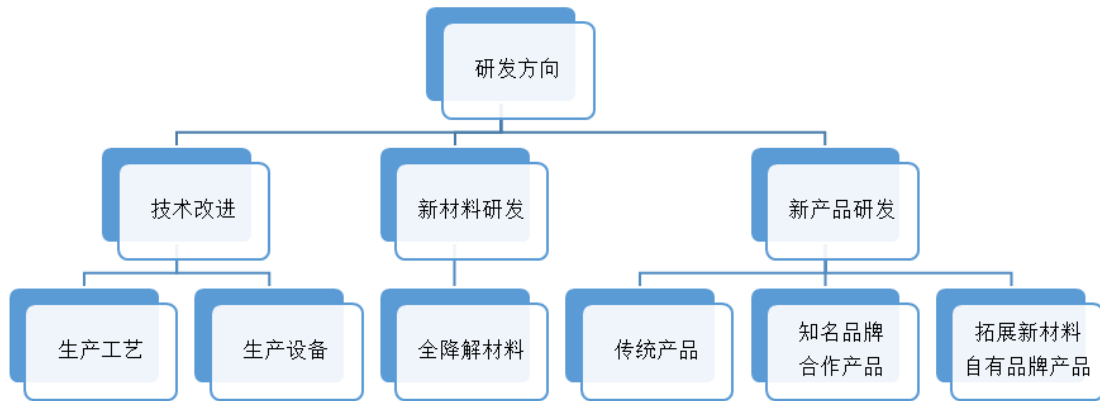 研发方向
技术改进
新材料研发
新产品研发
生产工艺
生产设备
全降解材料
传统产品
知名品牌
合作产品
拓展新材料
自有品牌产品